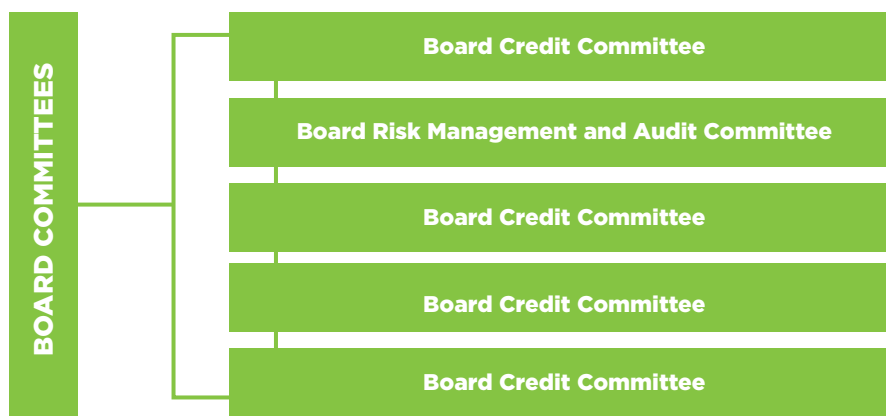 BOARD COMMITTEES
Board Credit Committee
Board Risk Management and Audit Committee
Board Credit Committee
Board Credit Committee
Board Credit Committee